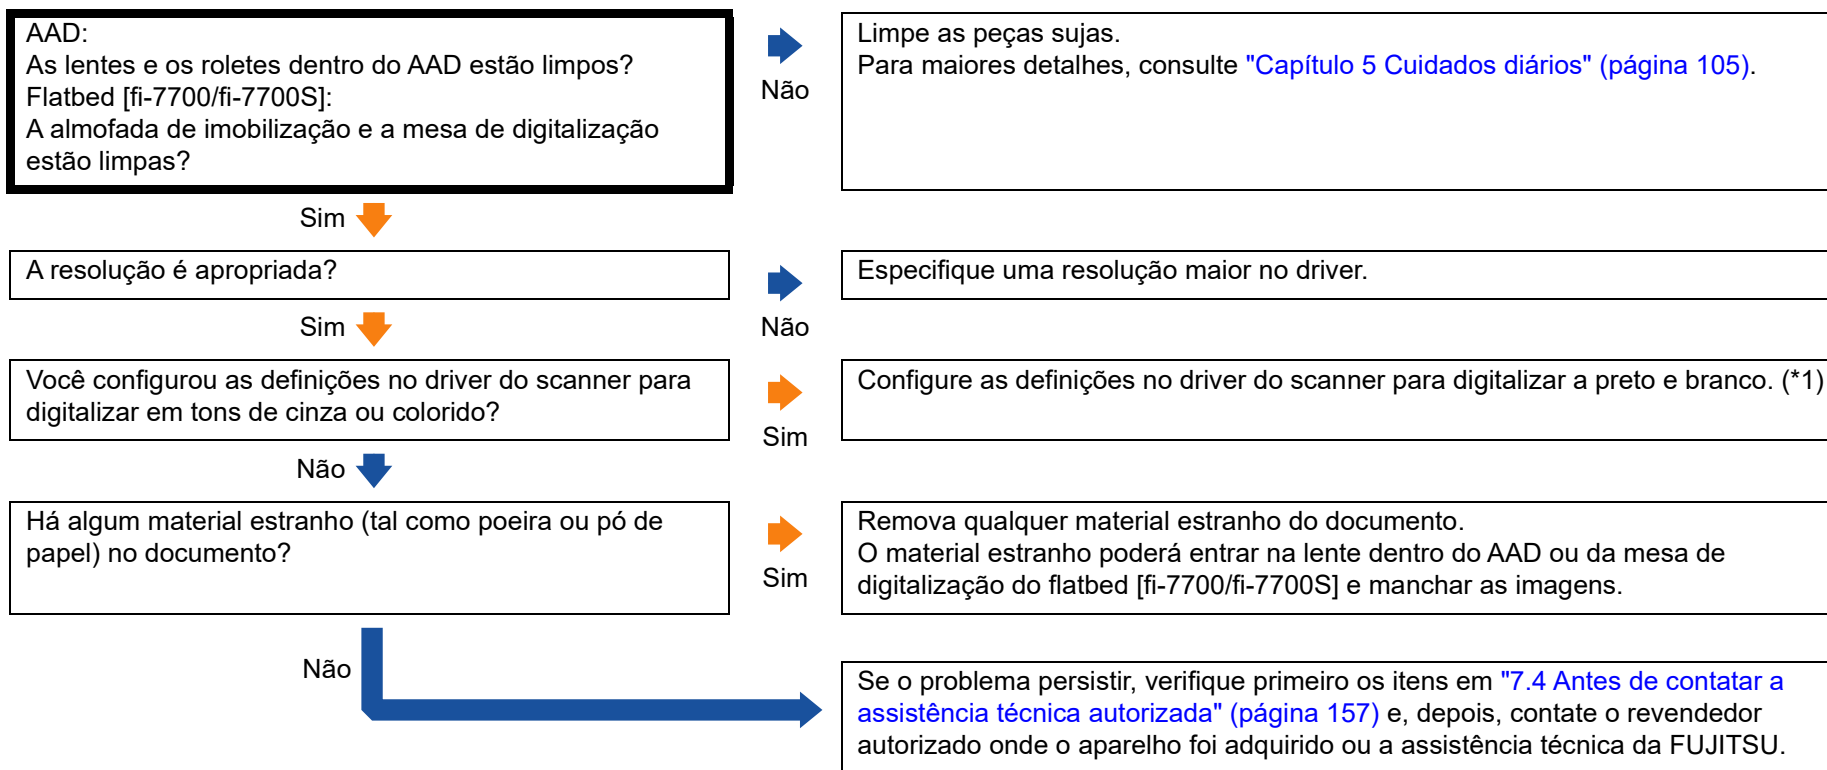 AAD:
As lentes e os roletes dentro do AAD estão limpos?
Flatbed [fi-7700/fi-7700S]:
A almofada de imobilização e a mesa de digitalização
estão limpas?
Não
Limpe as peças sujas.
Para maiores detalhes, consulte "Capítulo 5 Cuidados diários" (página 105).
Sim
A resolução é apropriada?
Não
Especifique uma resolução maior no driver.
Sim
Você configurou as definições no driver do scanner para
digitalizar em tons de cinza ou colorido?
Sim
Configure as definições no driver do scanner para digitalizar a preto e branco. (*1)
Não
Há algum material estranho (tal como poeira ou pó de
papel) no documento?
Sim
Remova qualquer material estranho do documento.
O material estranho poderá entrar na lente dentro do AAD ou da mesa de
digitalização do flatbed [fi-7700/fi-7700S] e manchar as imagens.
Não
Se o problema persistir, verifique primeiro os itens em "7.4 Antes de contatar a
assistência técnica autorizada" (página 157) e, depois, contate o revendedor
autorizado onde o aparelho foi adquirido ou a assistência técnica da FUJITSU.